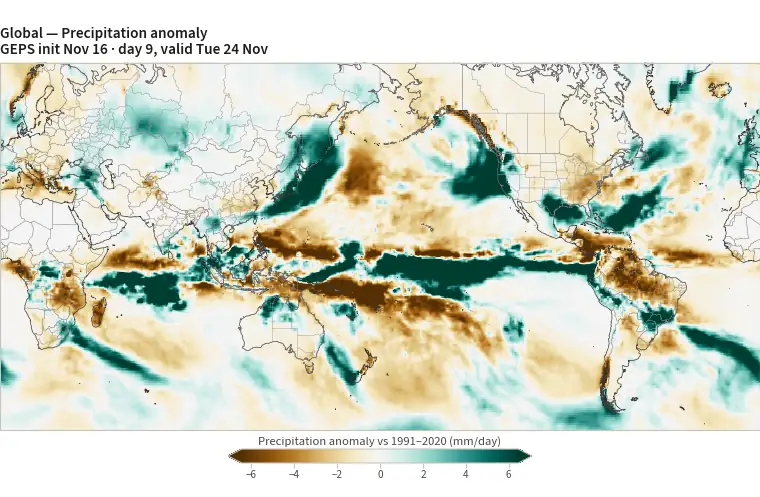 Global — Precipitation anomaly
GEPS init Nov 16 · day 9, valid Tue 24 Nov
Precipitation anomaly vs 1991–2020 (mm/day)
−6 −4 −2 0 2 4 6